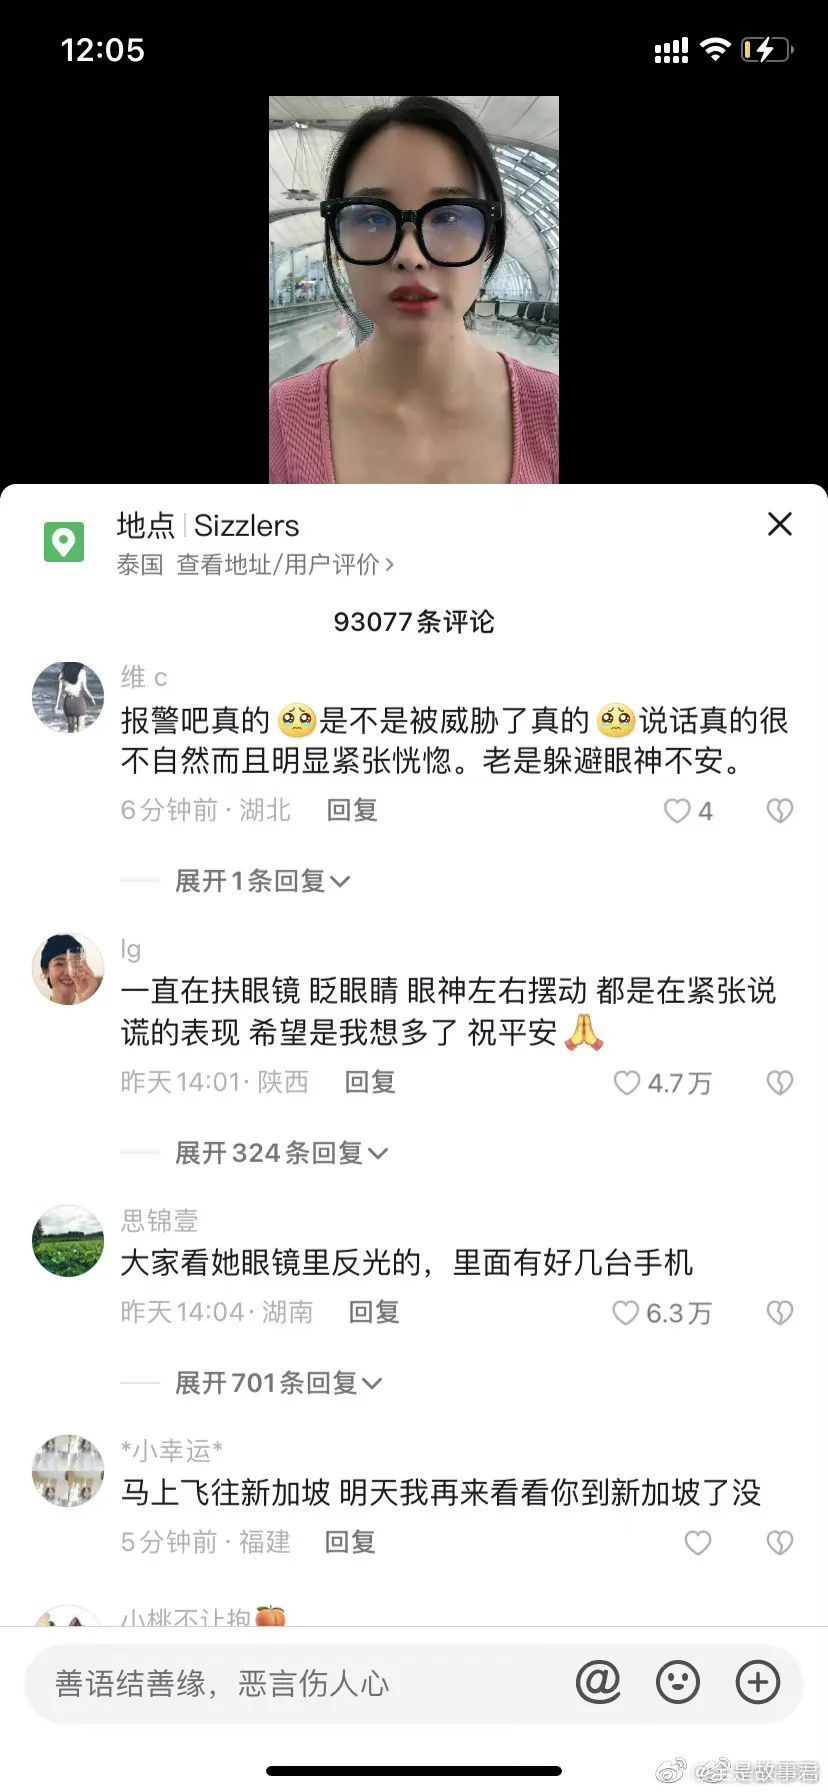 12:05
地点 | Sizzlers
泰国 查看地址/用户评价>
93077条评论
维 c
报警吧真的🥺是不是被威胁了真的🥺说话真的很
不自然而且明显紧张恍惚。老是躲避眼神不安。
6分钟前·湖北 回复 4
展开1条回复
lg
一直在扶眼镜 眨眼睛 眼神左右摆动 都是在紧张说
谎的表现 希望是我想多了 祝平安🙏
昨天14:01·陕西 回复 4.7万
展开324条回复
思锦壹
大家看她眼镜里反光的，里面有好几台手机
昨天14:04·湖南 回复 6.3万
展开701条回复
*小幸运*
马上飞往新加坡 明天我再来看看你到新加坡了没
5分钟前·福建 回复
小桃不让抱🍑
善语结善缘，恶言伤人心
是故事君